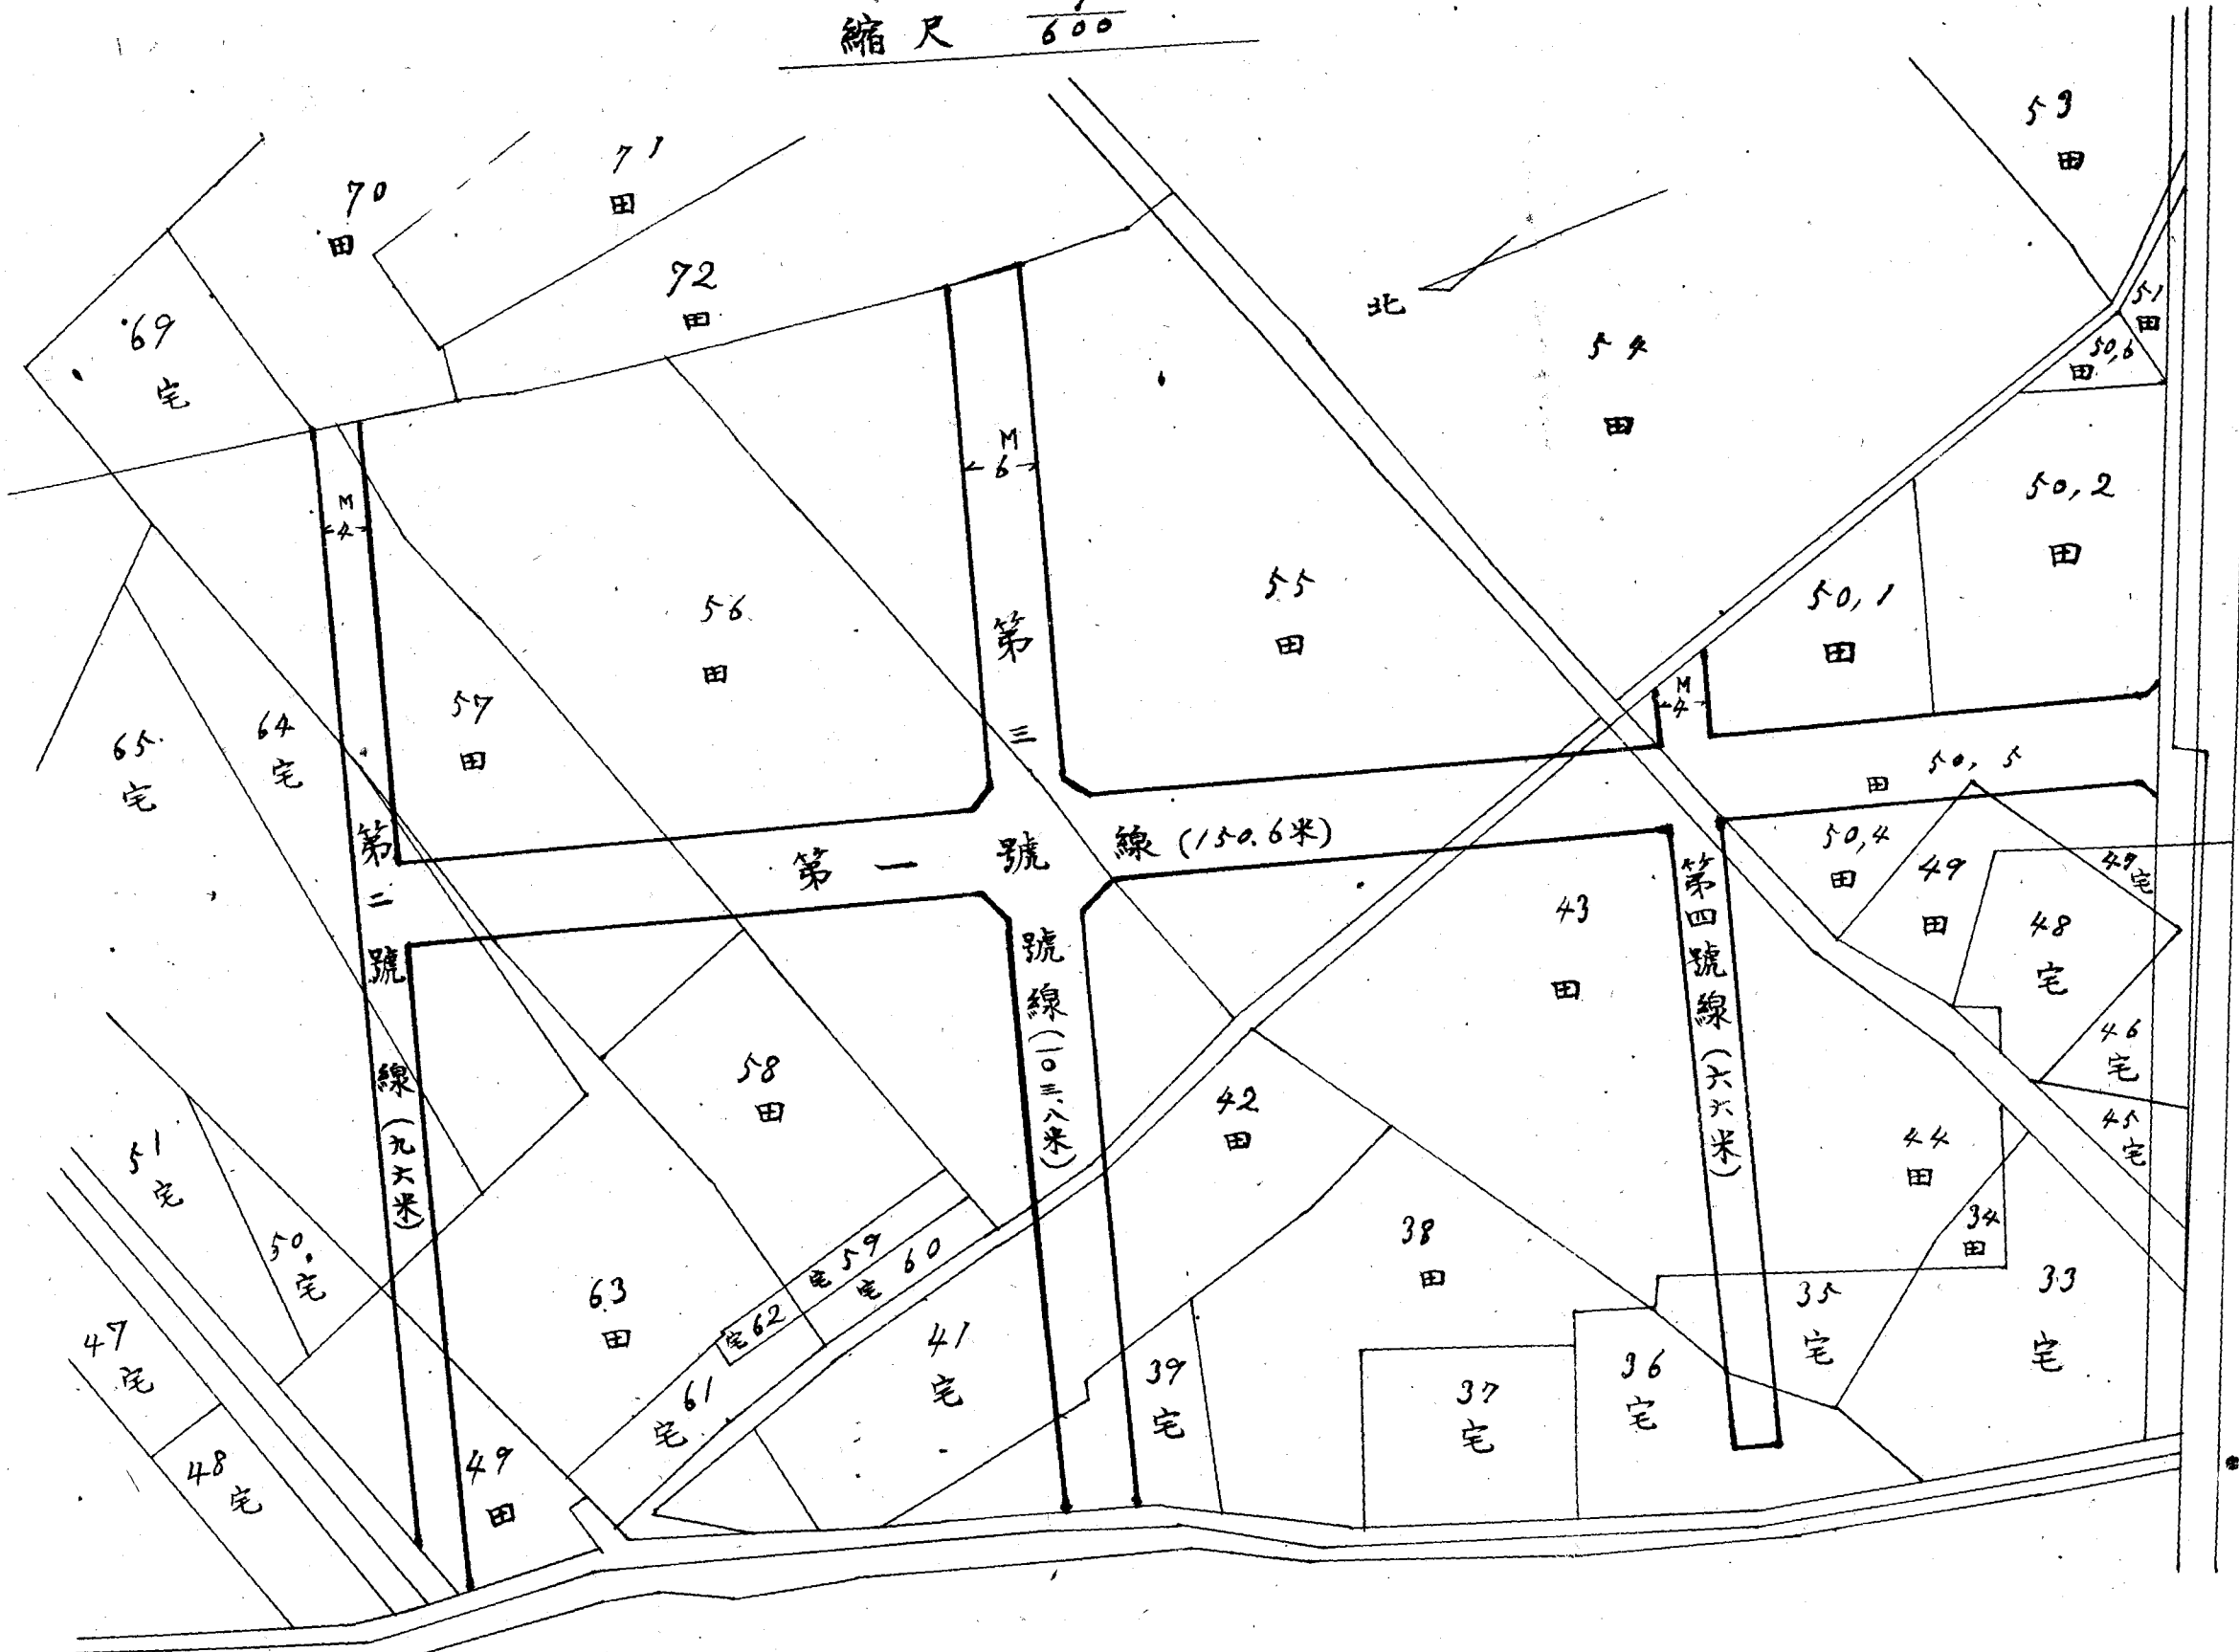 縮尺 1/600
53
田
71
田
70
田
72
田
69
宅
北
54
田
51
田
50,6
田
50,2
田
50,1
田
M
4
M
6
M
4
55
田
56
田
57
田
64
宅
65
宅
第一號線(150.6米)
第二號線(九六米)
第三號線(一〇三、八米)
第四號線(六六米)
50,5
田
50,4
田
49
田
49
宅
48
宅
46
宅
45
宅
43
田
44
田
34
田
33
宅
35
宅
36
宅
37
宅
38
田
39
宅
42
田
41
宅
58
田
59
宅
60
宅
62
宅
61
宅
63
田
51
宅
50
宅
47
宅
48
宅
49
田